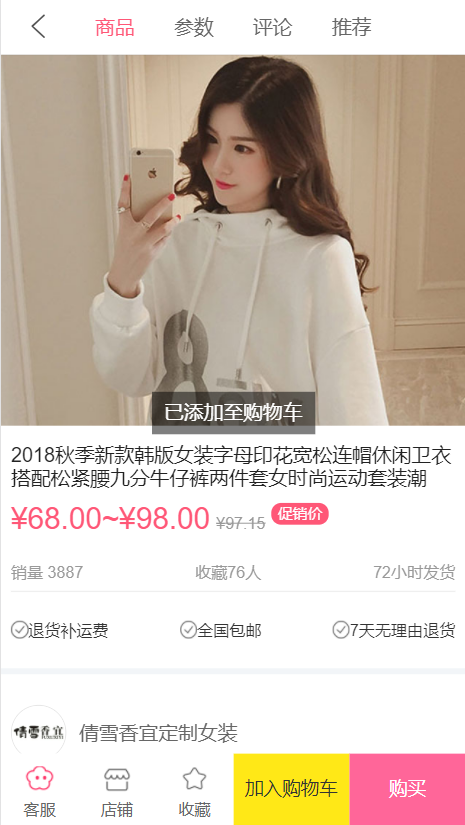 商品 参数 评论 推荐
已添加至购物车
2018秋季新款韩版女装字母印花宽松连帽休闲卫衣
搭配松紧腰九分牛仔裤两件套女时尚运动套装潮
¥68.00~¥98.00 ¥97.15 促销价
销量 3887 收藏76人 72小时发货
退货补运费 全国包邮 7天无理由退货
倩雪香宜 倩雪香宜定制女装
客服 店铺 收藏 加入购物车 购买